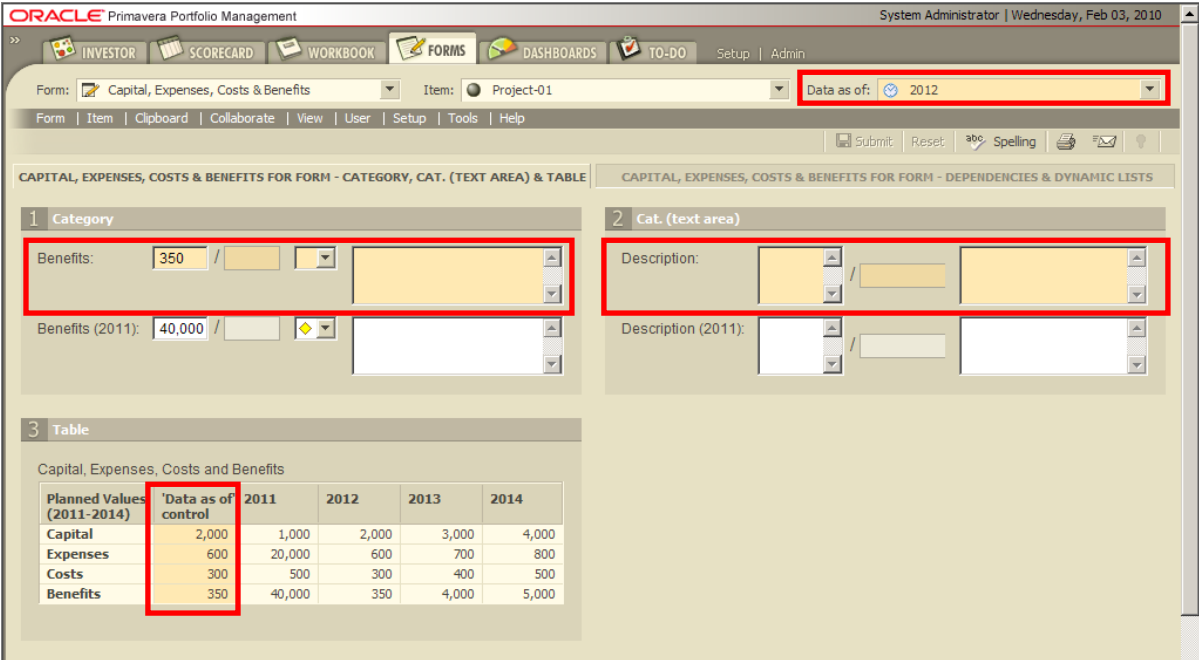 ORACLE Primavera Portfolio Management
System Administrator | Wednesday, Feb 03, 2010
» INVESTOR SCORECARD WORKBOOK FORMS DASHBOARDS TO-DO Setup | Admin
Form: Capital, Expenses, Costs & Benefits Item: Project-01 Data as of: 2012
Form | Item | Clipboard | Collaborate | View | User | Setup | Tools | Help
Submit Reset abc Spelling
CAPITAL, EXPENSES, COSTS & BENEFITS FOR FORM - CATEGORY, CAT. (TEXT AREA) & TABLE
CAPITAL, EXPENSES, COSTS & BENEFITS FOR FORM - DEPENDENCIES & DYNAMIC LISTS
1 Category
Benefits: 350 /
Benefits (2011): 40,000 /
2 Cat. (text area)
Description: /
Description (2011): /
3 Table
Capital, Expenses, Costs and Benefits
Planned Values (2011-2014) 'Data as of' control 2011 2012 2013 2014
Capital 2,000 1,000 2,000 3,000 4,000
Expenses 600 20,000 600 700 800
Costs 300 500 300 400 500
Benefits 350 40,000 350 4,000 5,000